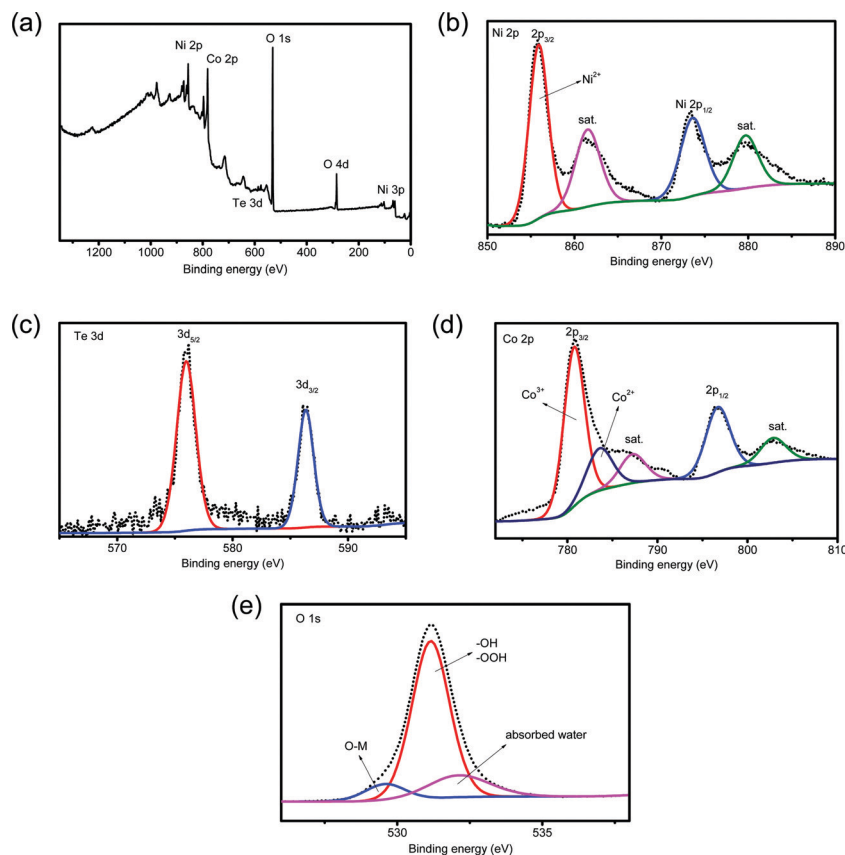 (a)
O 1s
Ni 2p
Co 2p
O 4d
Te 3d
Ni 3p
1200 1000 800 600 400 200 0
Binding energy (eV)
(b)
Ni 2p 2p3/2
Ni2+
sat.
Ni 2p1/2
sat.
850 860 870 880 890
Binding energy (eV)
(c)
Te 3d
3d5/2
3d3/2
570 580 590
Binding energy (eV)
(d)
Co 2p 2p3/2
Co3+
Co2+
sat.
2p1/2
sat.
780 790 800 810
Binding energy (eV)
(e)
O 1s
-OH
-OOH
O-M
absorbed water
530 535
Binding energy (eV)